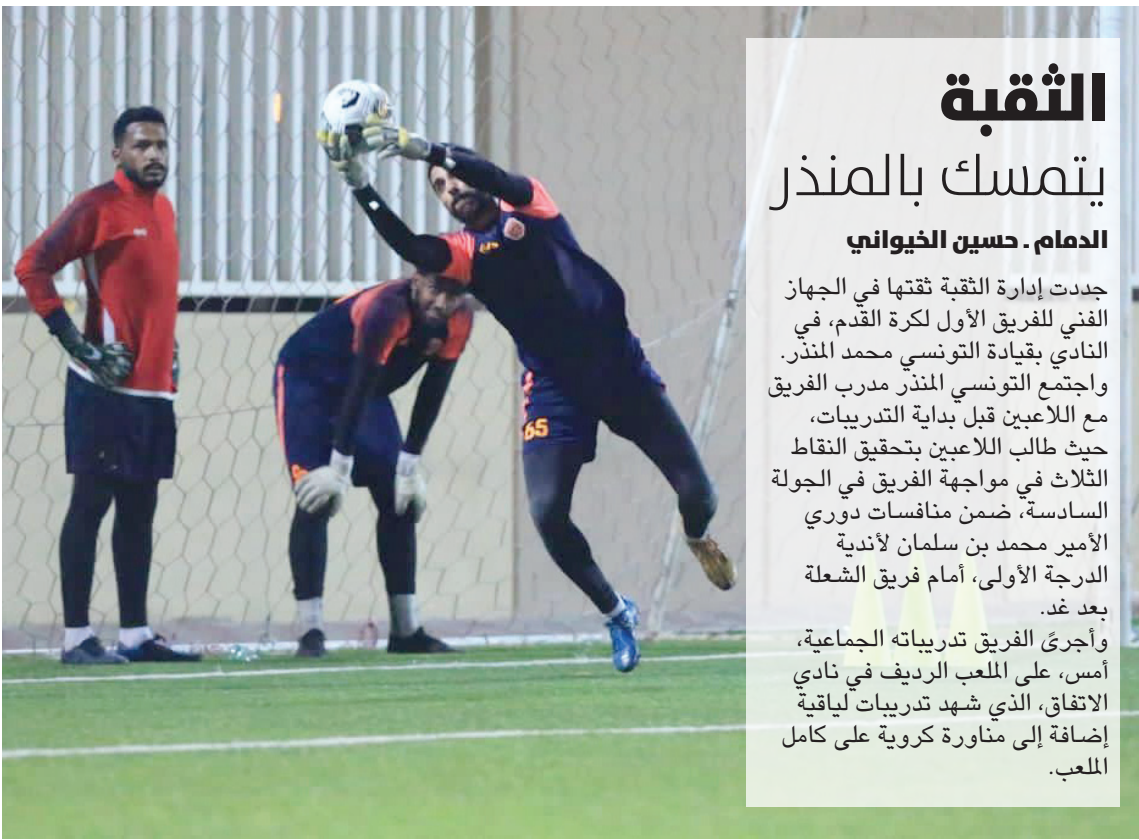 الثقبة
يتمسك بالمنذر
الدمام ـ حسين الخيواني
جددت إدارة الثقبة ثقتها في الجهاز
الفني للفريق الأول لكرة القدم، في
النادي بقيادة التونسي محمد المنذر.
واجتمع التونسي المنذر مدرب الفريق
مع اللاعبين قبل بداية التدريبات،
حيث طالب اللاعبين بتحقيق النقاط
الثلاث في مواجهة الفريق في الجولة
السادسة، ضمن منافسات دوري
الأمير محمد بن سلمان لأندية
الدرجة الأولى، أمام فريق الشعلة
بعد غد.
وأجرىً الفريق تدريباته الجماعية،
أمس، على الملعب الرديف في نادي
الاتفاق، الذي شهد تدريبات لياقية
إضافة إلى مناورة كروية على كامل
الملعب.
65